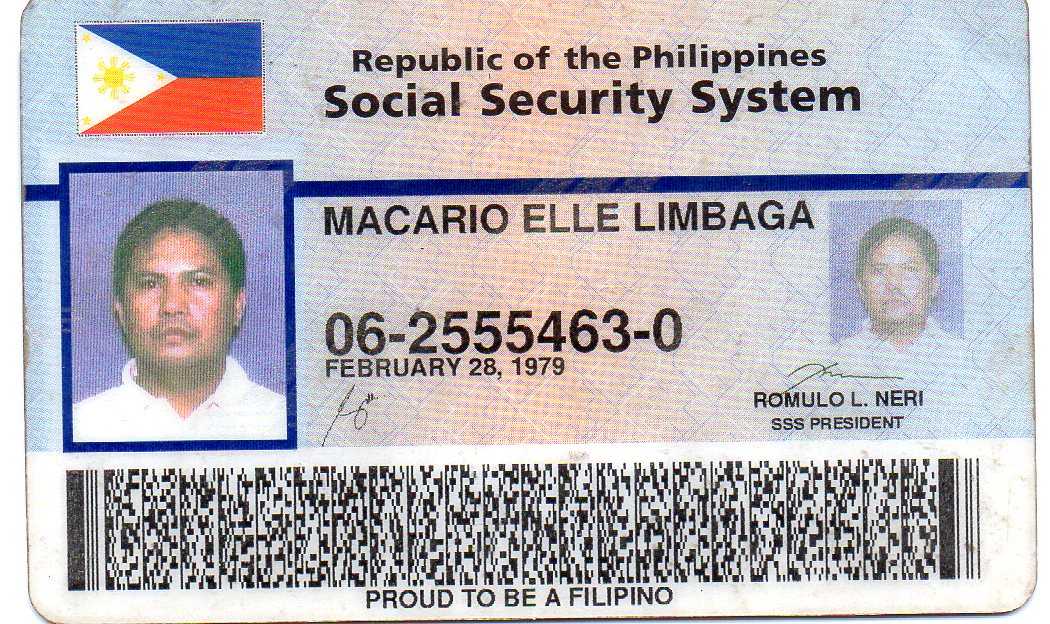 Republic of the Philippines
Social Security System
MACARIO ELLE LIMBAGA
06-2555463-0
FEBRUARY 28, 1979
ROMULO L. NERI
SSS PRESIDENT
PROUD TO BE A FILIPINO